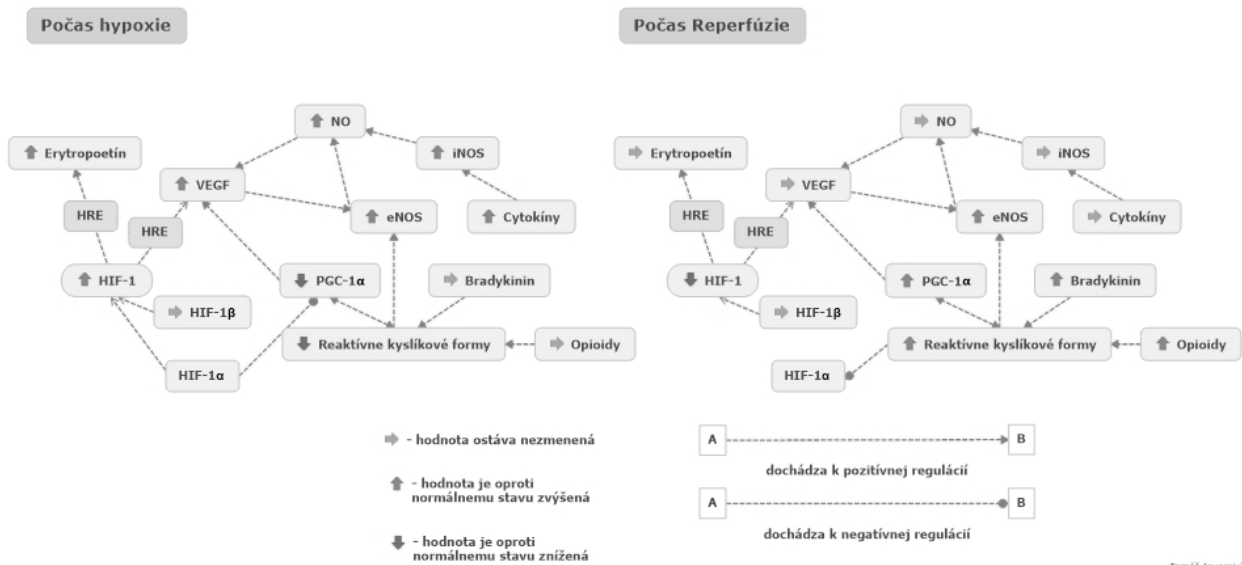 Počas hypoxie
Počas Reperfúzie
NO
Erytropoetín
iNOS
VEGF
HRE
eNOS
Cytokíny
HRE
HIF-1
PGC-1α
Bradykinin
HIF-1β
Reaktívne kyslíkové formy
Opioidy
HIF-1α
NO
Erytropoetín
iNOS
VEGF
HRE
eNOS
Cytokíny
HRE
HIF-1
PGC-1α
Bradykinin
HIF-1β
Reaktívne kyslíkové formy
Opioidy
HIF-1α
- hodnota ostáva nezmenená
- hodnota je oproti
normálnemu stavu zvýšená
- hodnota je oproti
normálnemu stavu znížená
A
B
dochádza k pozitívnej regulácií
A
B
dochádza k negatívnej regulácií